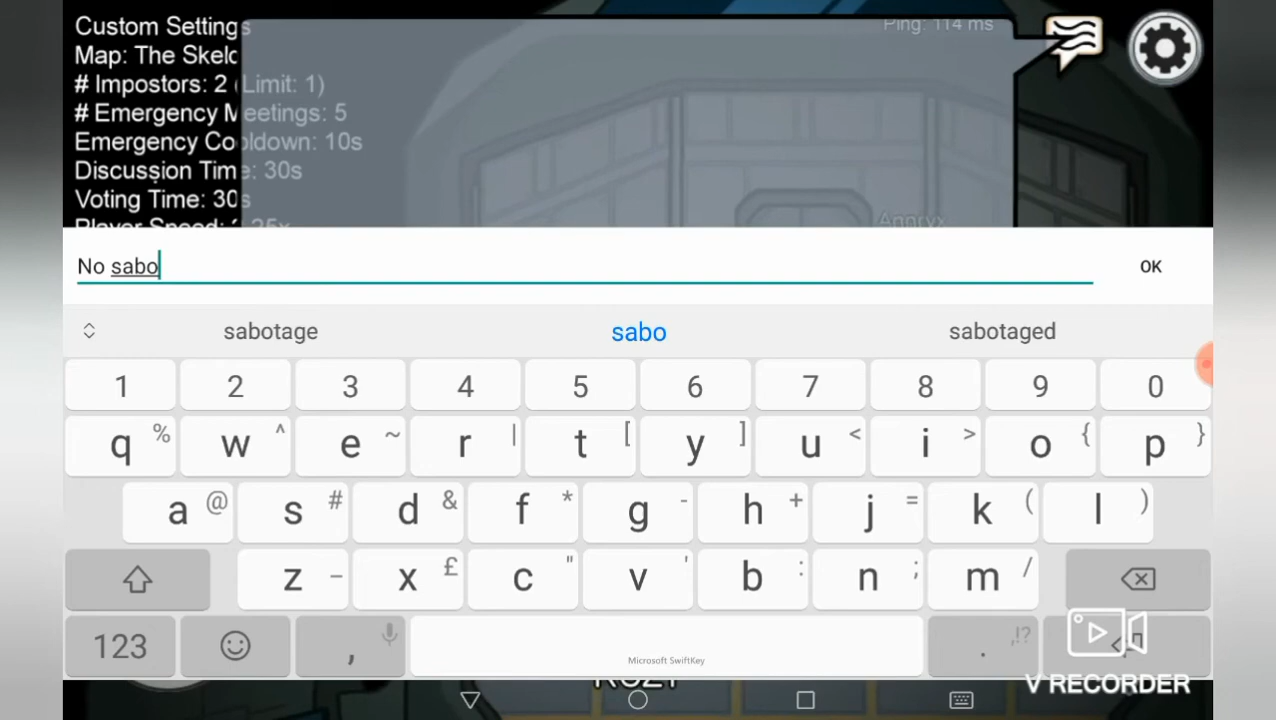 Custom Settings
Ping: 114 ms
Map: The Skeld
# Impostors: 2 (Limit: 1)
# Emergency Meetings: 5
Emergency Cooldown: 10s
Discussion Time: 30s
Voting Time: 30s
Player Speed:
No sabo
OK
sabotage sabo sabotaged
1 2 3 4 5 6 7 8 9 0
q % w ^ e ~ r | t [ y ] u < i > o { p }
a @ s # d & f * g - h + j = k ( l )
z _ x £ c " v ' b : n ; m /
123 , . ,!?
Microsoft SwiftKey
V RECORDER